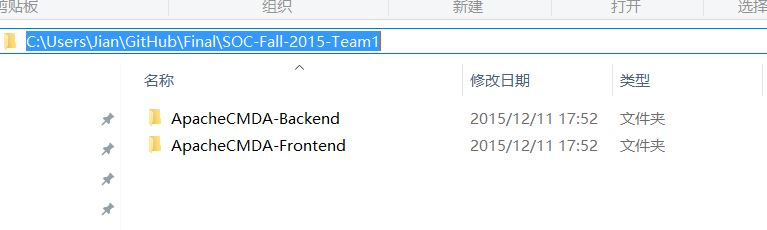 剪贴板 组织 新建 打开 选择
C:\Users\Jian\GitHub\Final\SOC-Fall-2015-Team1
名称 修改日期 类型
ApacheCMDA-Backend 2015/12/11 17:52 文件夹
ApacheCMDA-Frontend 2015/12/11 17:52 文件夹